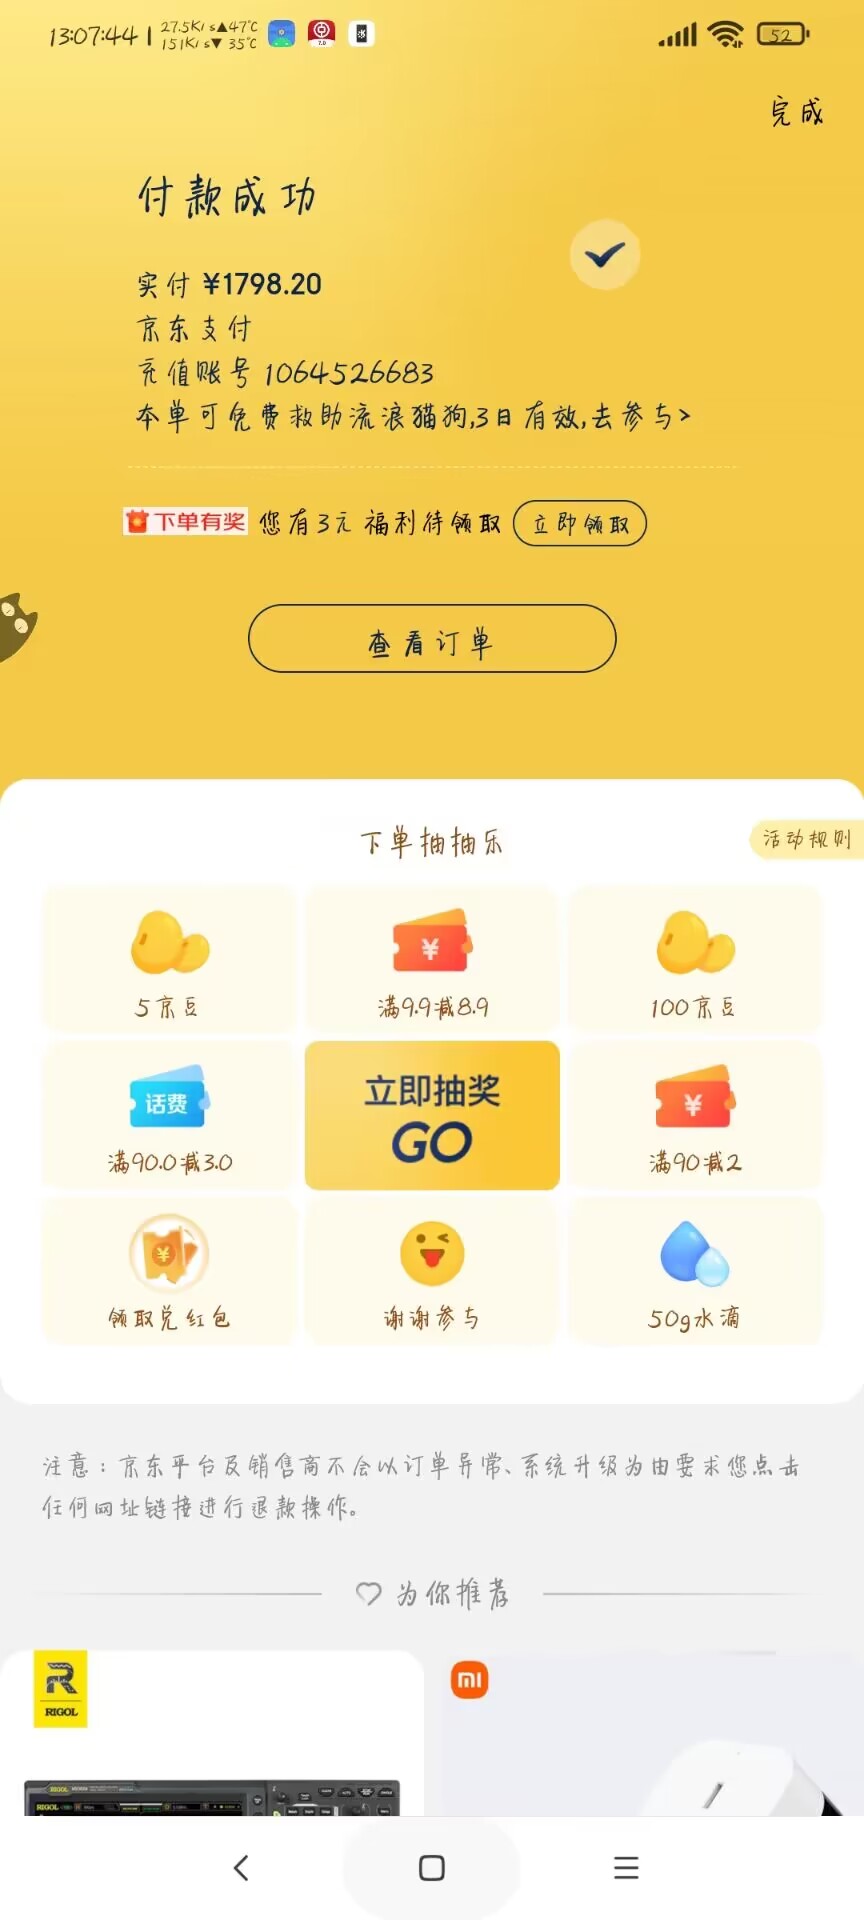 13:07:44 | 27.5K/s▲47℃
151K/s▼ 35℃
7.0
52
完成
付款成功
实付 ¥1798.20
京东支付
充值账号 1064526683
本单可免费救助流浪猫狗,3日有效,去参与>
下单有奖 您有3元 福利待领取 立即领取
查看订单
下单抽抽乐
活动规则
5京豆
满9.9减8.9
100京豆
话费
满90.0减3.0
立即抽奖
GO
满90减2
领取兑红包
谢谢参与
50g水滴
注意：京东平台及销售商不会以订单异常、系统升级为由要求您点击
任何网址链接进行退款操作。
为你推荐
RIGOL
mi
RIGOL
RIGOL